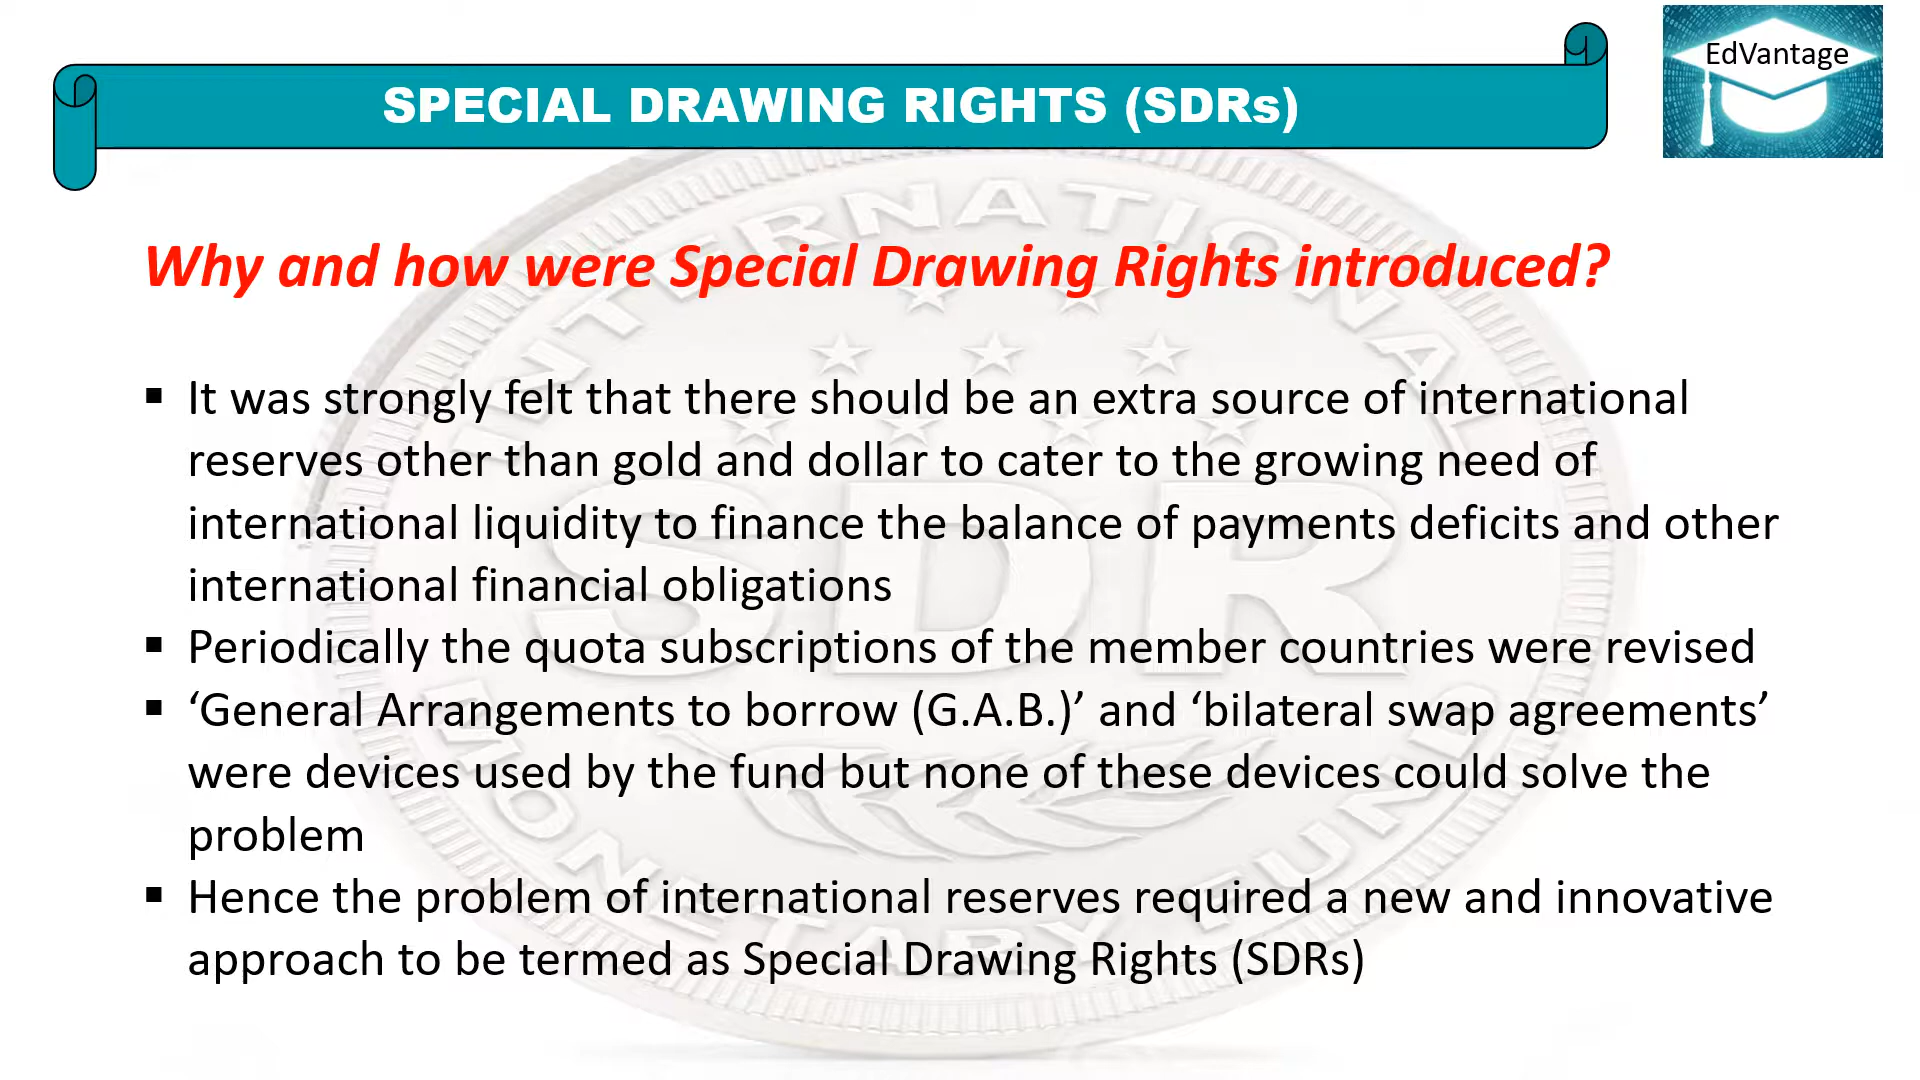 EdVantage
SPECIAL DRAWING RIGHTS (SDRs)
Why and how were Special Drawing Rights introduced?
▪ It was strongly felt that there should be an extra source of international
reserves other than gold and dollar to cater to the growing need of
international liquidity to finance the balance of payments deficits and other
international financial obligations
▪ Periodically the quota subscriptions of the member countries were revised
▪ ‘General Arrangements to borrow (G.A.B.)’ and ‘bilateral swap agreements’
were devices used by the fund but none of these devices could solve the
problem
▪ Hence the problem of international reserves required a new and innovative
approach to be termed as Special Drawing Rights (SDRs)
INTERNATIONAL
SDR
MONETARY FUND